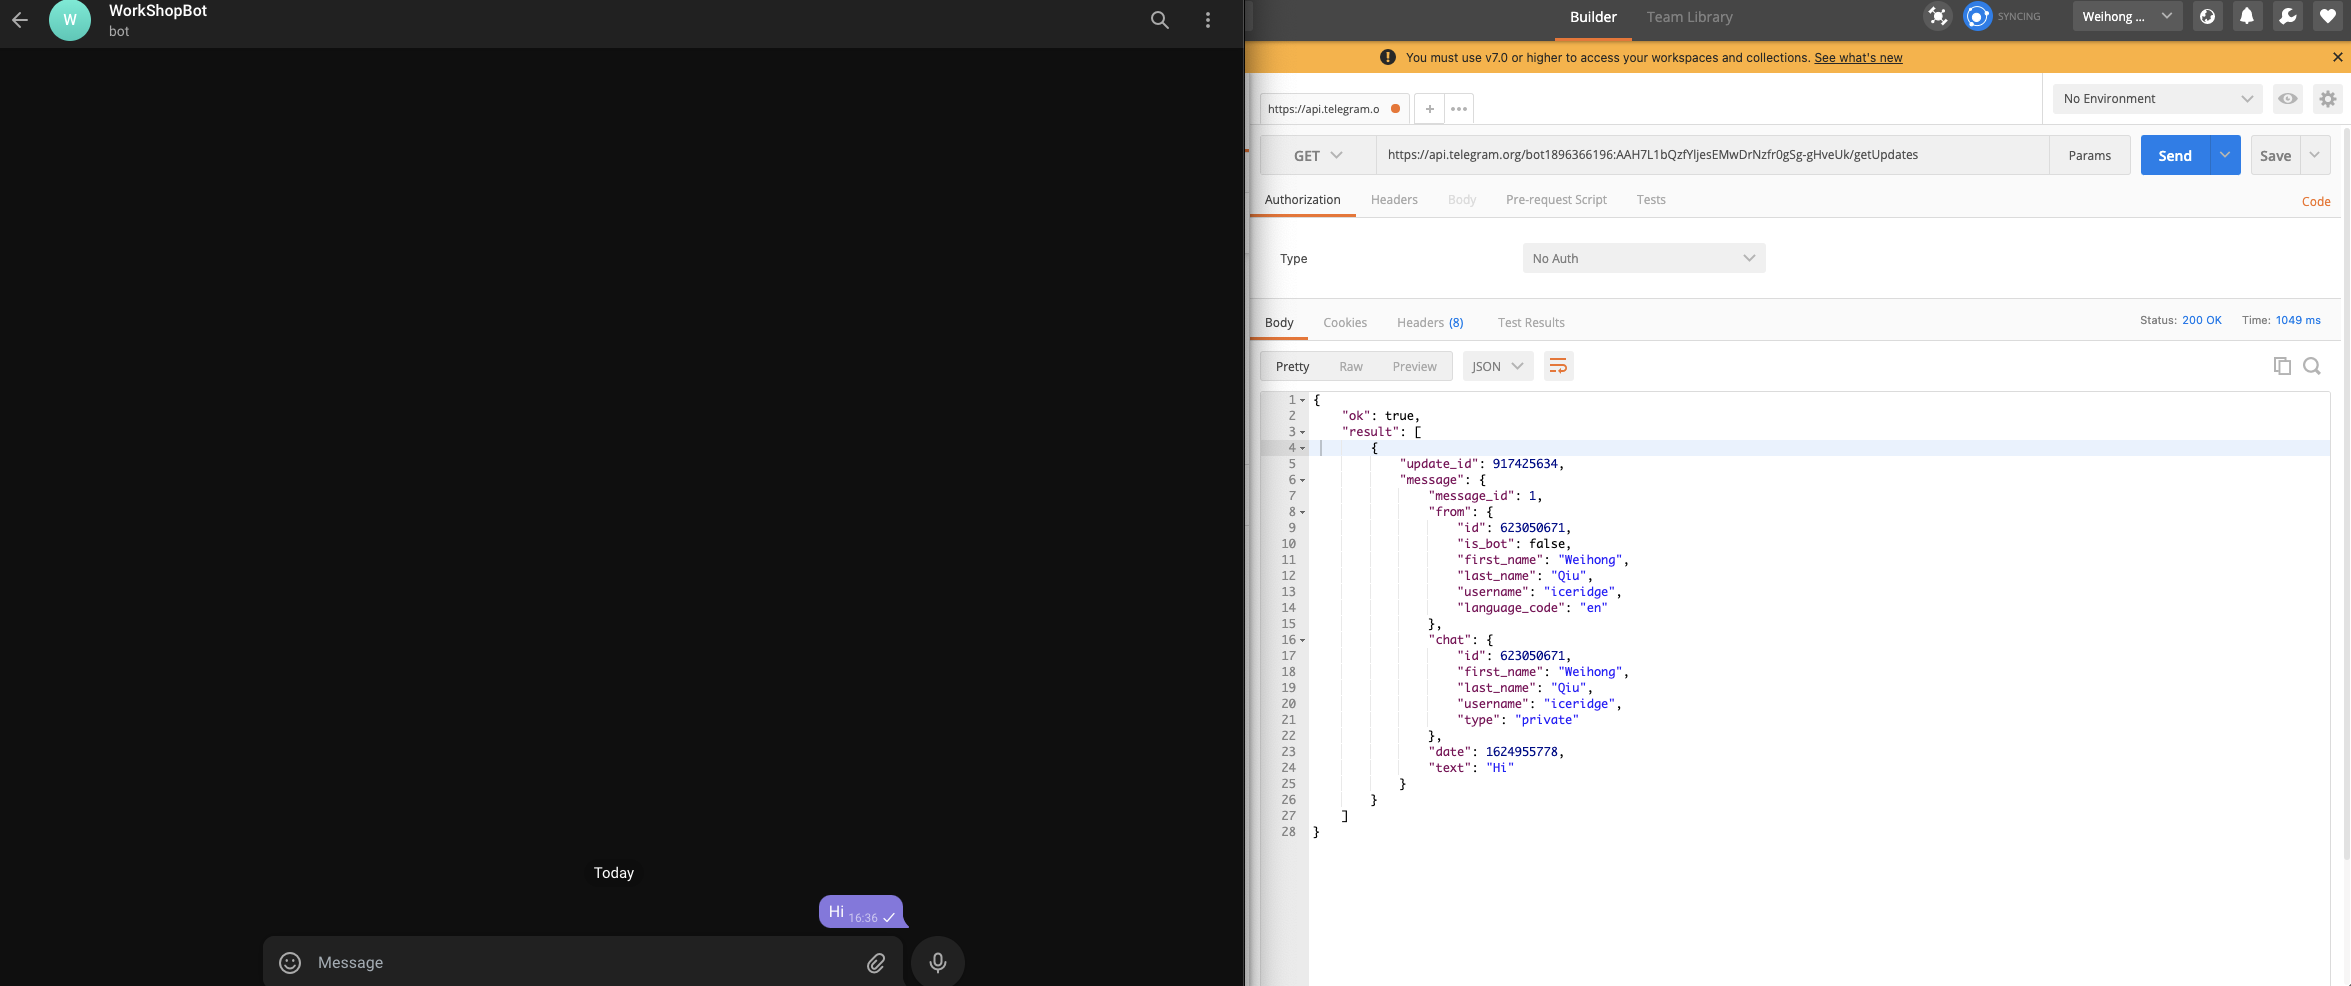 W
WorkShopBot
bot
Today
Hi 16:36
Message
Builder
Team Library
SYNCING
Weihong ...
You must use v7.0 or higher to access your workspaces and collections. See what's new
https://api.telegram.o
No Environment
GET
https://api.telegram.org/bot1896366196:AAH7L1bQzfYljesEMwDrNzfr0gSg-gHveUk/getUpdates
Params
Send
Save
Authorization
Headers
Body
Pre-request Script
Tests
Code
Type
No Auth
Body
Cookies
Headers (8)
Test Results
Status: 200 OK
Time: 1049 ms
Pretty
Raw
Preview
JSON
1 {
2 "ok": true,
3 "result": [
4 {
5 "update_id": 917425634,
6 "message": {
7 "message_id": 1,
8 "from": {
9 "id": 623050671,
10 "is_bot": false,
11 "first_name": "Weihong",
12 "last_name": "Qiu",
13 "username": "iceridge",
14 "language_code": "en"
15 },
16 "chat": {
17 "id": 623050671,
18 "first_name": "Weihong",
19 "last_name": "Qiu",
20 "username": "iceridge",
21 "type": "private"
22 },
23 "date": 1624955778,
24 "text": "Hi"
25 }
26 }
27 ]
28 }